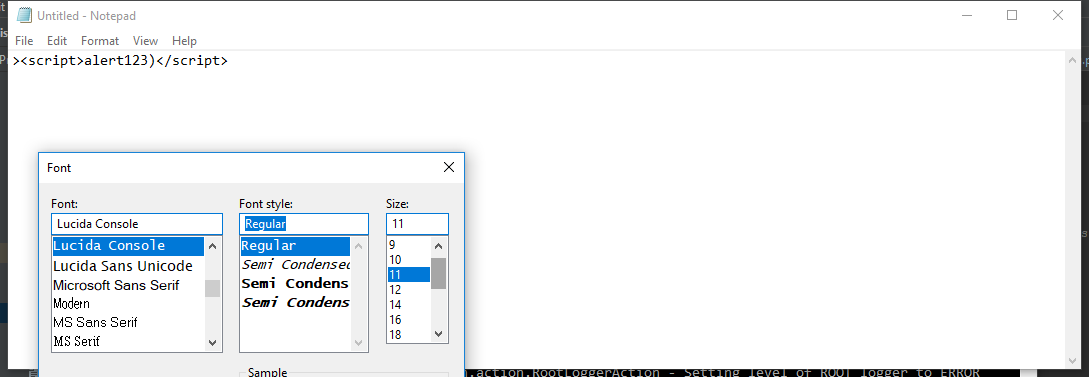 Untitled - Notepad
File Edit Format View Help
><script>alert123)</script>
Font
Font: Font style: Size:
Lucida Console Regular 11
Lucida Console Regular 9
Lucida Sans Unicode Semi Condensed 10
Microsoft Sans Serif Semi Condens 11
Modern Semi Condens 12
MS Sans Serif 14
MS Serif 16
18
Sample
.action.RootLoggerAction - Setting level of ROOT logger to ERROR